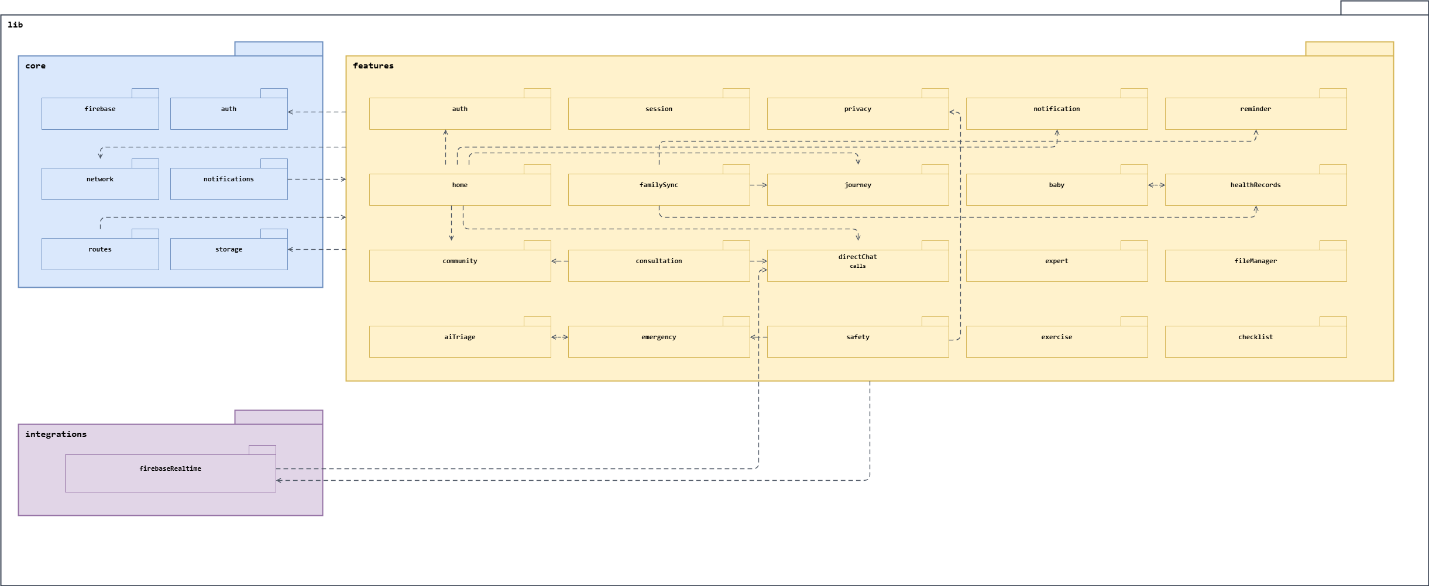 lib
core
features
firebase
auth
auth
session
privacy
notification
reminder
network
notifications
home
familySync
journey
baby
healthRecords
routes
storage
community
consultation
directChat
calls
expert
fileManager
aiTriage
emergency
safety
exercise
checklist
integrations
firebaseRealtime